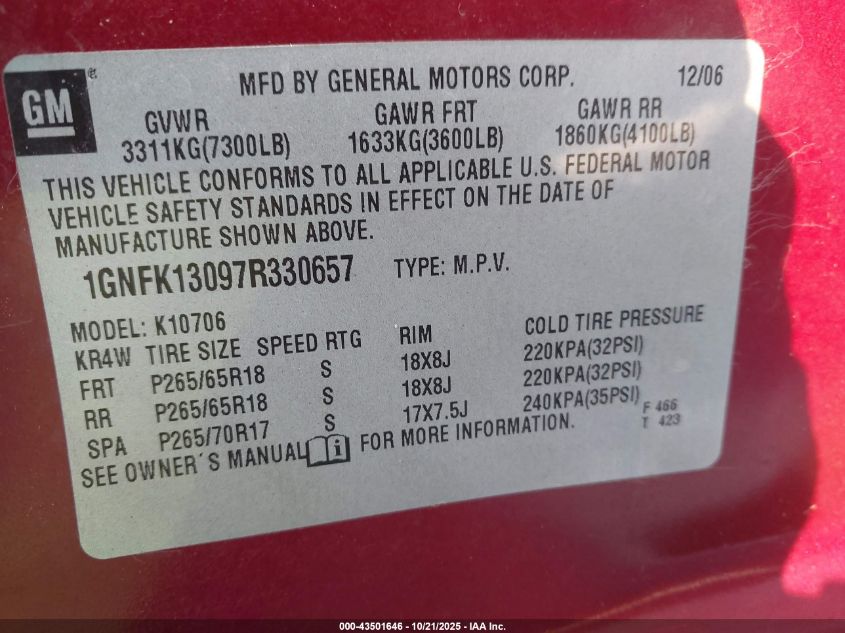 GM
MFD BY GENERAL MOTORS CORP. 12/06
GVWR GAWR FRT GAWR RR
3311KG(7300LB) 1633KG(3600LB) 1860KG(4100LB)
THIS VEHICLE CONFORMS TO ALL APPLICABLE U.S. FEDERAL MOTOR
VEHICLE SAFETY STANDARDS IN EFFECT ON THE DATE OF
MANUFACTURE SHOWN ABOVE.
1GNFK13097R330657 TYPE: M.P.V.
MODEL: K10706
KR4W TIRE SIZE SPEED RTG RIM COLD TIRE PRESSURE
FRT P265/65R18 S 18X8J 220KPA(32PSI)
RR P265/65R18 S 18X8J 220KPA(32PSI)
SPA P265/70R17 S 17X7.5J 240KPA(35PSI) F 466
T 423
SEE OWNER´S MANUAL i FOR MORE INFORMATION.
000-43501646 - 10/21/2025 - IAA Inc.